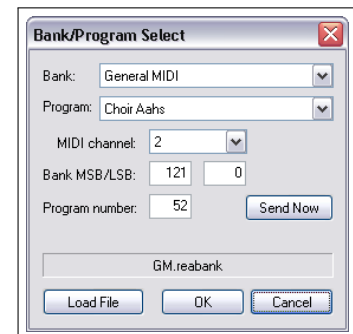 Bank/Program Select
Bank: General MIDI
Program: Choir Aahs
MIDI channel: 2
Bank MSB/LSB: 121 0
Program number: 52 Send Now
GM.reabank
Load File OK Cancel